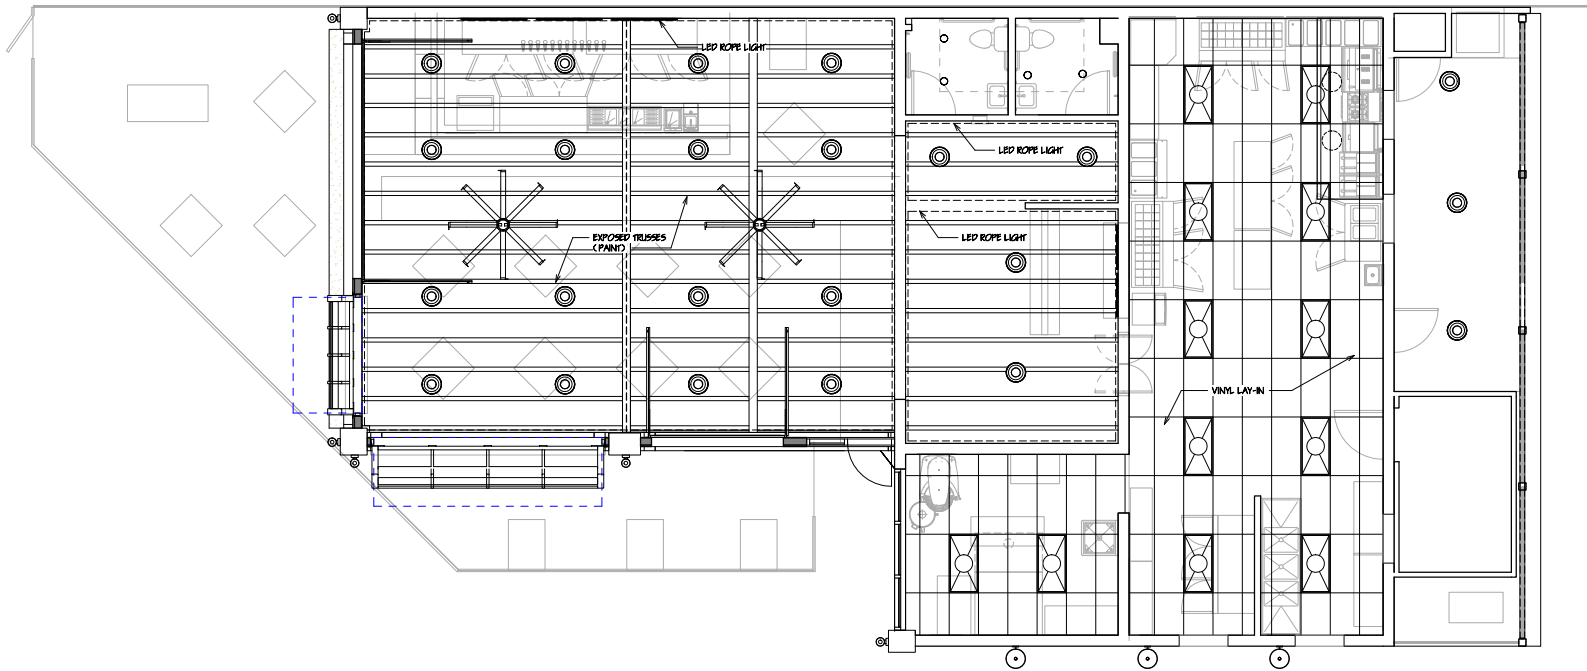 LED ROPE LIGHT
LED ROPE LIGHT
EXPOSED TRUSSES
(PAINT)
LED ROPE LIGHT
VINYL LAY-IN